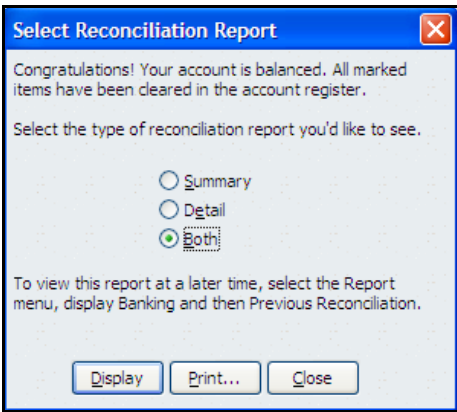 Select Reconciliation Report
Congratulations! Your account is balanced. All marked
items have been cleared in the account register.
Select the type of reconciliation report you'd like to see.
Summary
Detail
Both
To view this report at a later time, select the Report
menu, display Banking and then Previous Reconciliation.
Display Print... Close